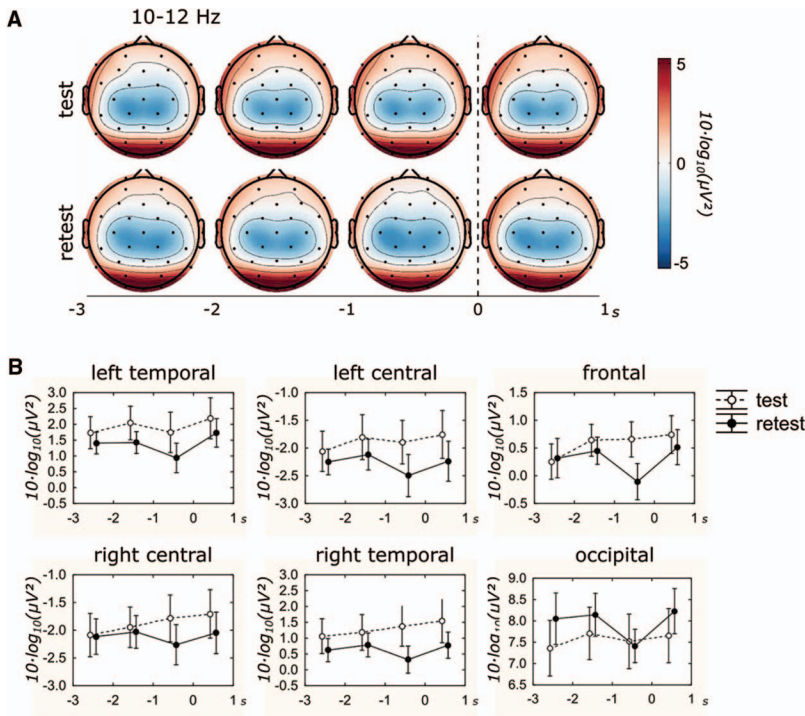 A
10-12 Hz
test
retest
5
0
-5
10·log10(µV²)
-3 -2 -1 0 1 s
B
left temporal
10·log10(µV²)
3.0
2.5
2.0
1.5
1.0
0.5
0.0
-0.5
-3 -2 -1 0 1 s
left central
10·log10(µV²)
-1.0
-1.5
-2.0
-2.5
-3.0
-3 -2 -1 0 1 s
frontal
10·log10(µV²)
1.5
1.0
0.5
0.0
-0.5
-3 -2 -1 0 1 s
test
retest
right central
10·log10(µV²)
-1.0
-1.5
-2.0
-2.5
-3.0
-3 -2 -1 0 1 s
right temporal
10·log10(µV²)
3.0
2.5
2.0
1.5
1.0
0.5
0.0
-0.5
-3 -2 -1 0 1 s
occipital
(µV²)
9.0
8.5
8.0
7.5
7.0
6.5
-3 -2 -1 0 1 s